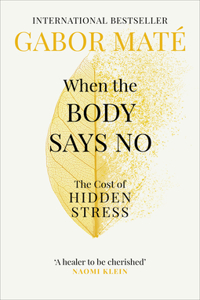 INTERNATIONAL BESTSELLER
GABOR MATÉ
When the
BODY
SAYS NO
The Cost of
HIDDEN
STRESS
‘A healer to be cherished’
NAOMI KLEIN